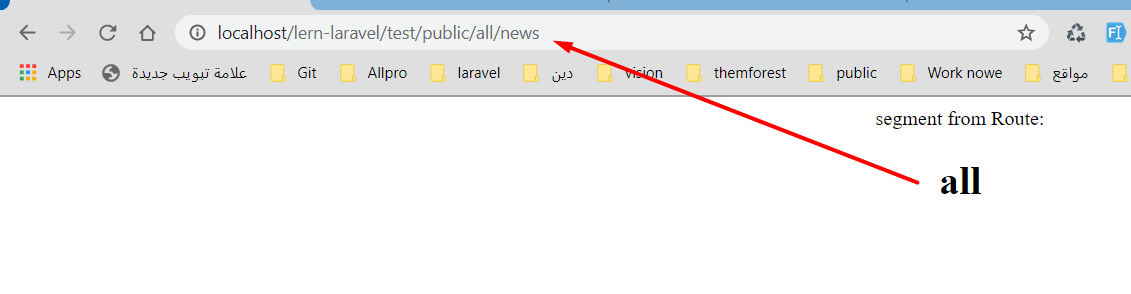 localhost/lern-laravel/test/public/all/news
Apps علامة تبويب جديدة Git Allpro laravel دين vision themforest public Work nowe مواقع
segment from Route:
all